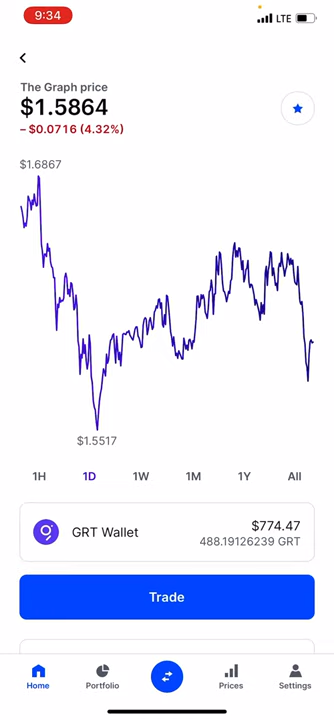 9:34
LTE
The Graph price
$1.5864
– $0.0716 (4.32%)
$1.6867
$1.5517
1H 1D 1W 1M 1Y All
GRT Wallet
$774.47
488.19126239 GRT
Trade
Home Portfolio Prices Settings